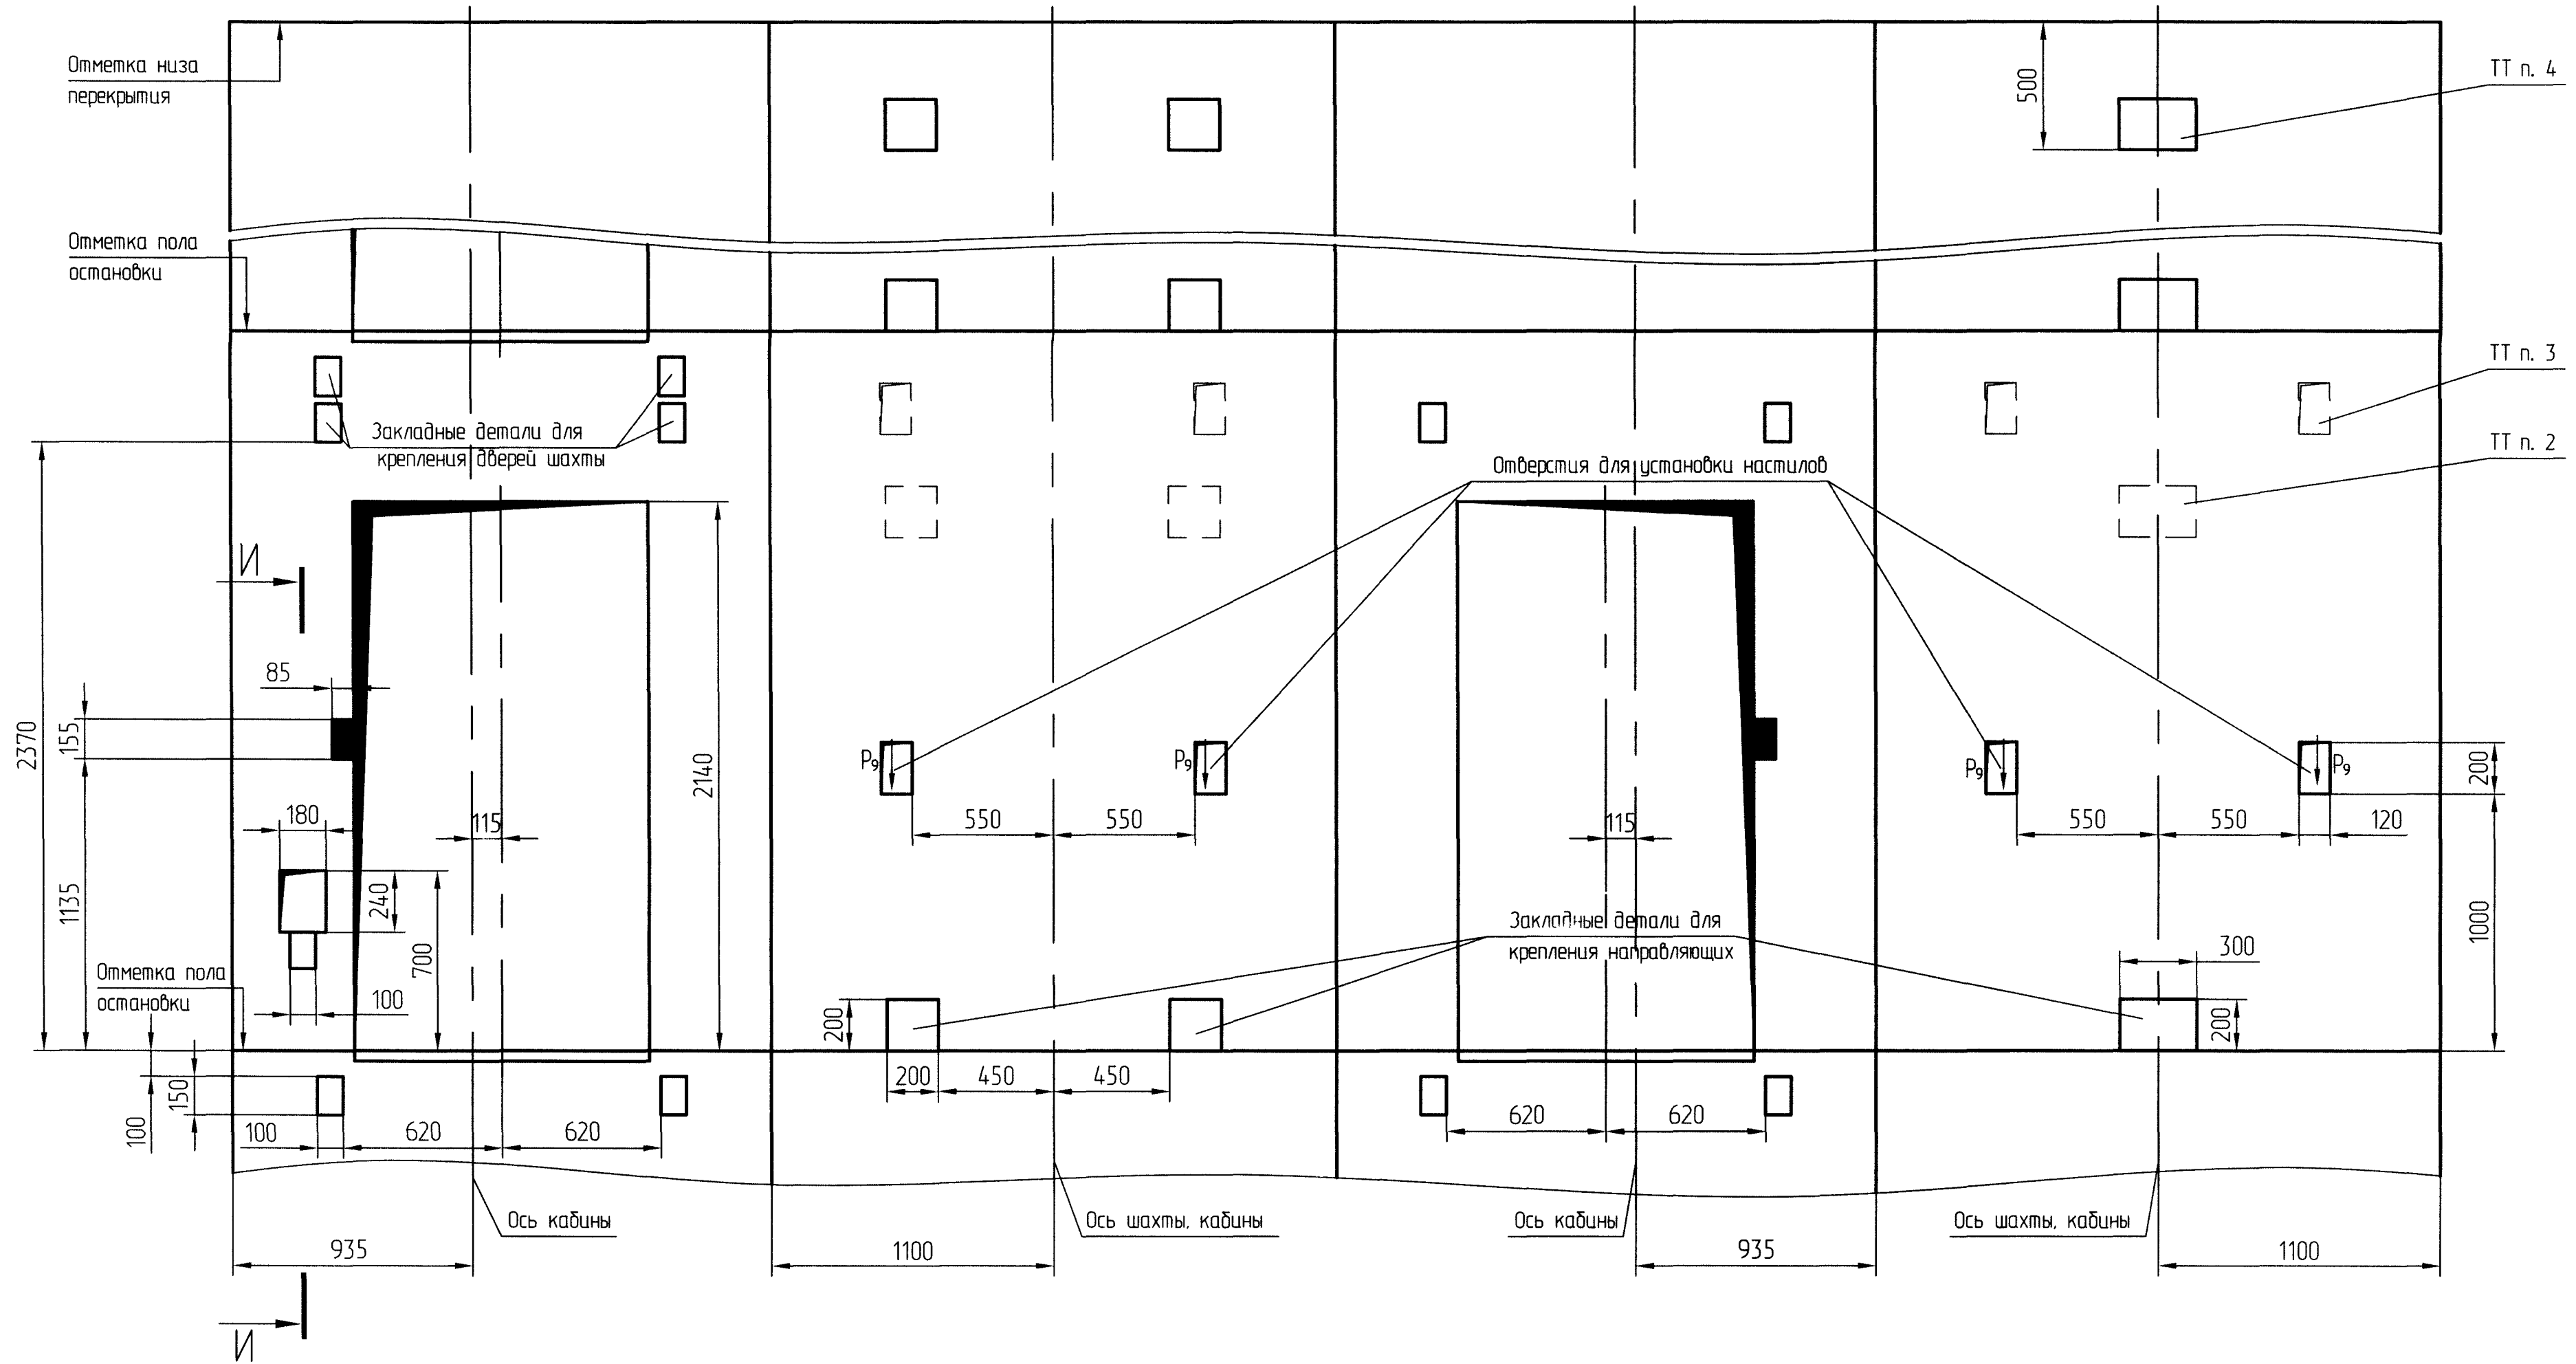 Отметка низа
перекрытия
500
ТТ п. 4
Отметка пола
остановки
ТТ п. 3
Закладные детали для
крепления дверей шахты
ТТ п. 2
Отверстия для установки настилов
И
85
155
2370
2140
P9
P9
P9
P9
200
180
115
550
550
115
550
550
120
240
1135
700
Закладные детали для
крепления направляющих
1000
300
Отметка пола
остановки
100
200
200
150
100
200
450
450
100
620
620
620
620
Ось кабины
Ось шахты, кабины
Ось кабины
Ось шахты, кабины
935
1100
935
1100
И